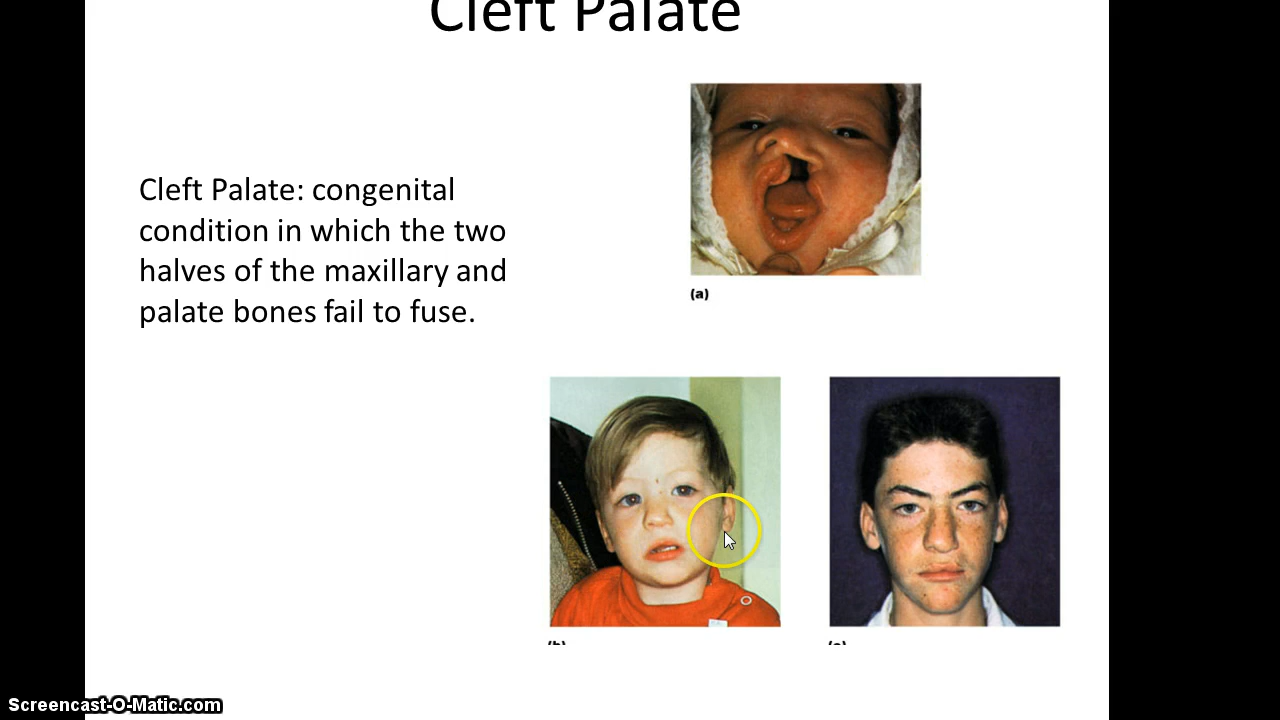 Cleft Palate
Cleft Palate: congenital
condition in which the two
halves of the maxillary and
palate bones fail to fuse.
(a)
(b)
Screencast-O-Matic.com